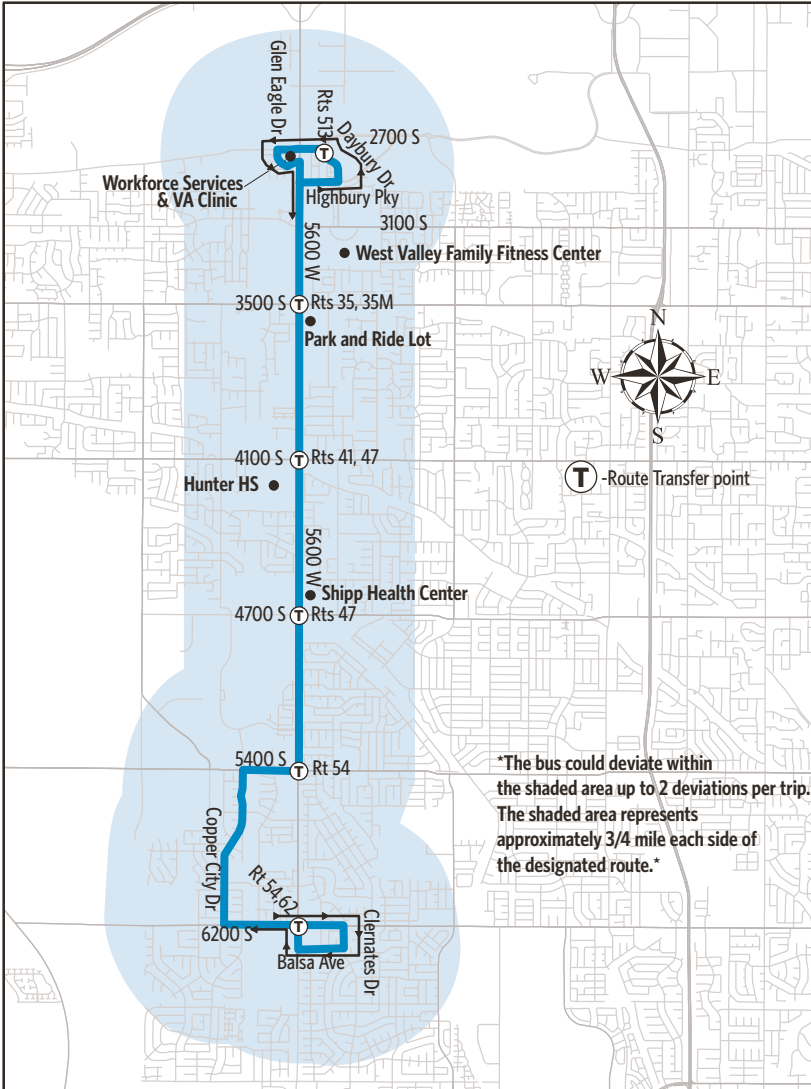 Glen Eagle Dr
Rts 513
Daybury Dr
2700 S
T
Workforce Services
& VA Clinic
Highbury Pky
3100 S
5600 W
West Valley Family Fitness Center
3500 S
T
Rts 35, 35M
Park and Ride Lot
N
W
E
S
4100 S
T
Rts 41, 47
T
-Route Transfer point
Hunter HS
5600 W
Shipp Health Center
4700 S
T
Rts 47
5400 S
T
Rt 54
*The bus could deviate within
the shaded area up to 2 deviations per trip.
The shaded area represents
approximately 3/4 mile each side of
the designated route.*
Copper City Dr
Rt 54,62
Clernates Dr
6200 S
T
Balsa Ave